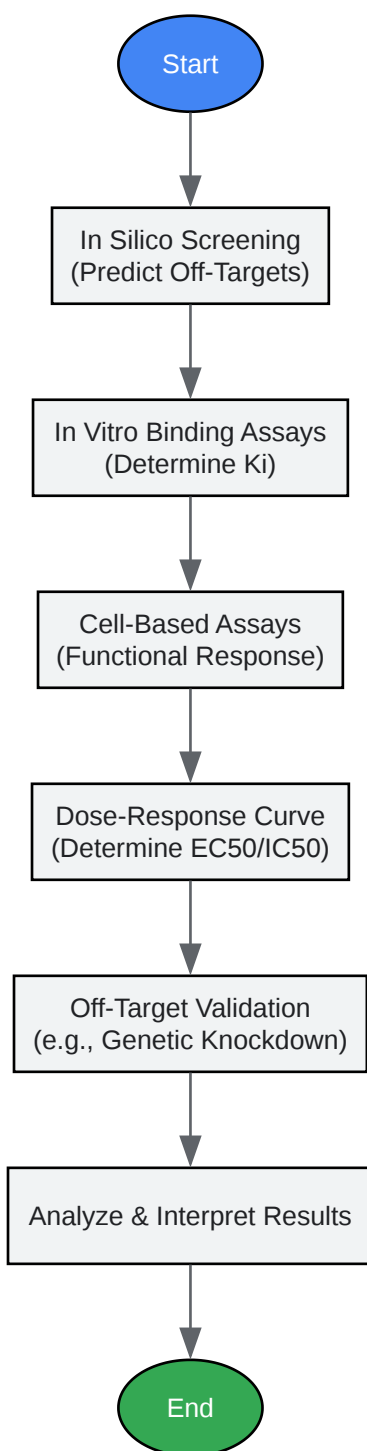 Start
In Silico Screening
(Predict Off-Targets)
In Vitro Binding Assays
(Determine Ki)
Cell-Based Assays
(Functional Response)
Dose-Response Curve
(Determine EC50/IC50)
Off-Target Validation
(e.g., Genetic Knockdown)
Analyze & Interpret Results
End